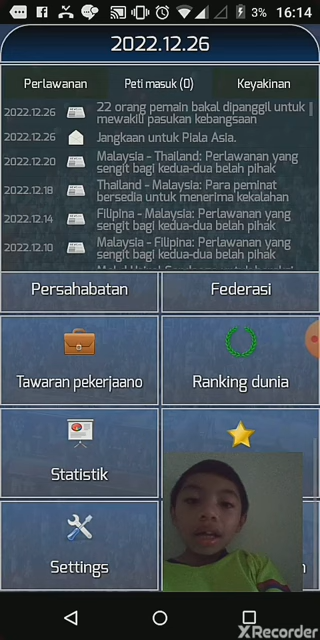 3% 16:14
2022.12.26
Perlawanan Peti masuk (0) Keyakinan
2022.12.26 22 orang pemain bakal dipanggil untuk
mewakili pasukan kebangsaan
2022.12.26 Jangkaan untuk Piala Asia.
2022.12.20 Malaysia - Thailand: Perlawanan yang
sengit bagi kedua-dua belah pihak
2022.12.18 Thailand - Malaysia: Para peminat
bersedia untuk menerima kekalahan
2022.12.14 Filipina - Malaysia: Perlawanan yang
sengit bagi kedua-dua belah pihak
2022.12.10 Malaysia - Filipina: Perlawanan yang
sengit bagi kedua-dua belah pihak
Persahabatan Federasi
Tawaran pekerjaano Ranking dunia
Statistik
Settings
XRecorder